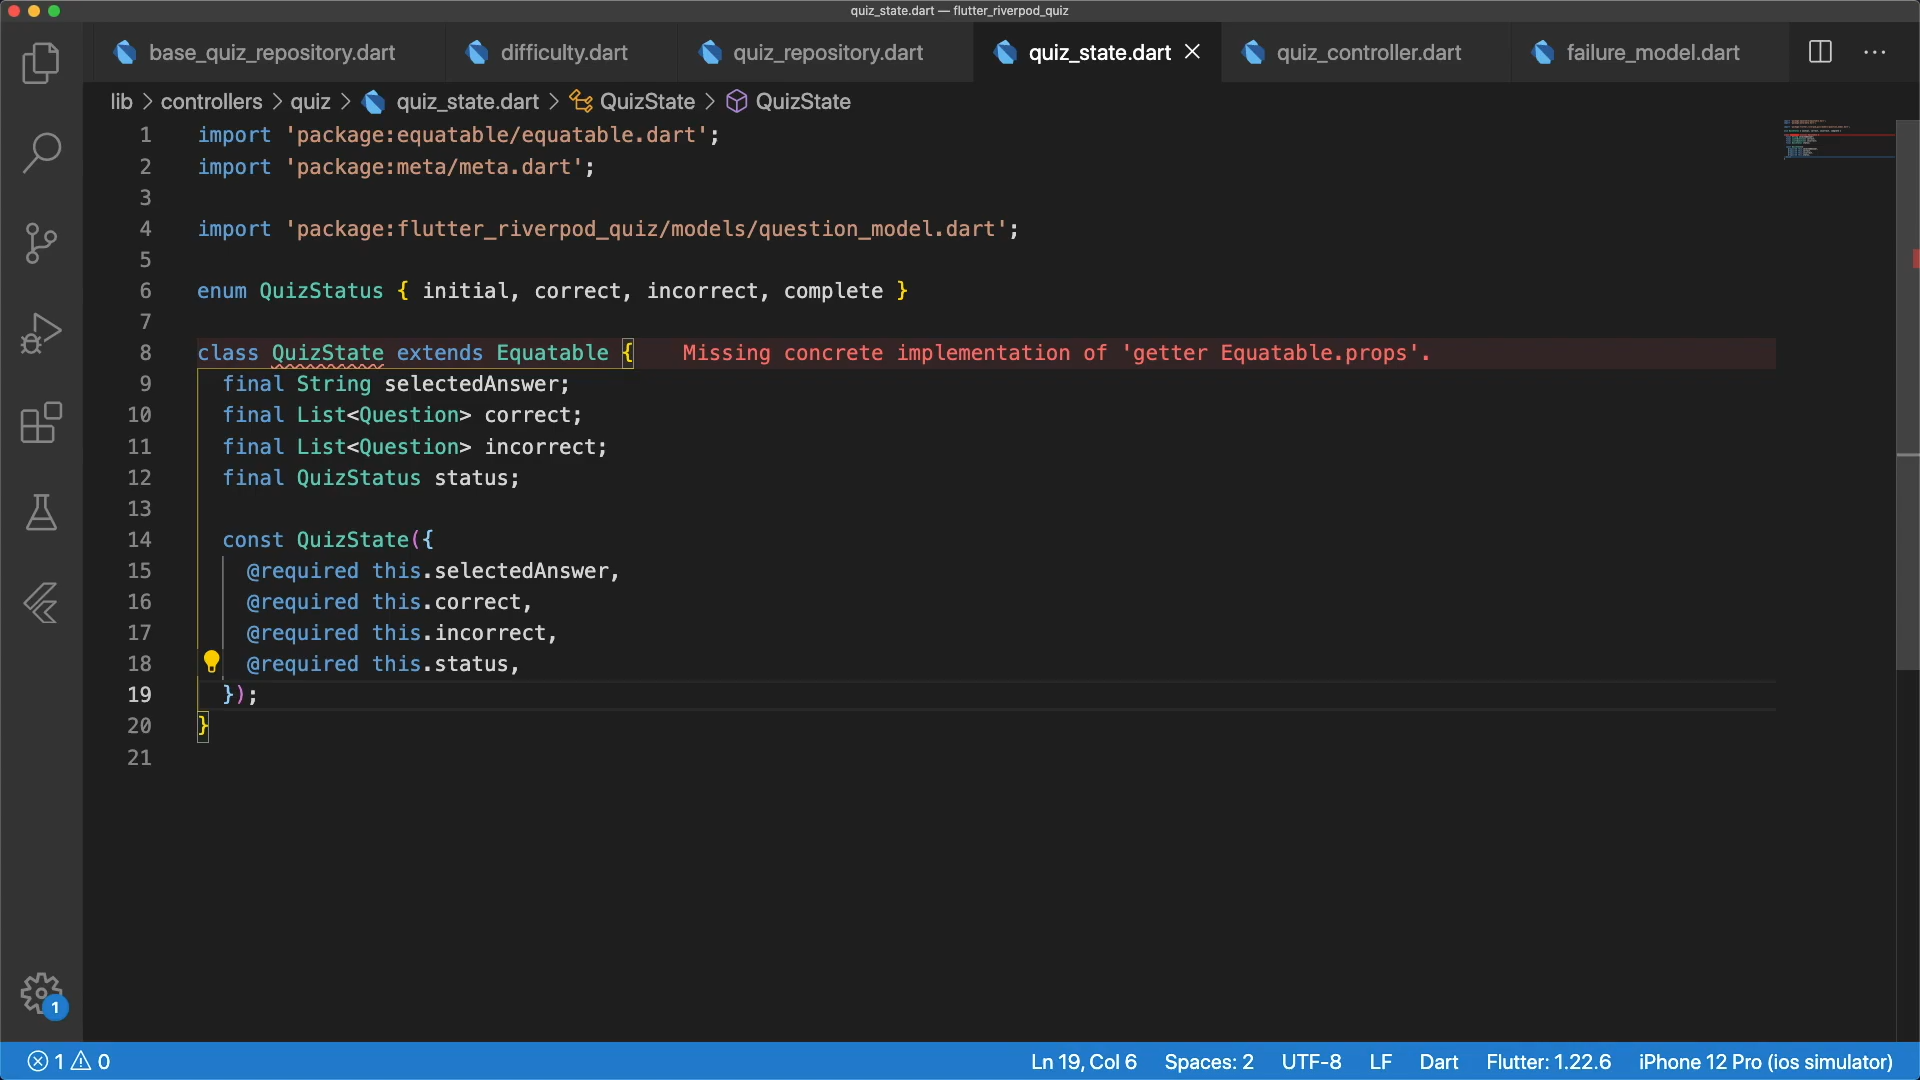 quiz_state.dart — flutter_riverpod_quiz
base_quiz_repository.dart difficulty.dart quiz_repository.dart quiz_state.dart quiz_controller.dart failure_model.dart
lib > controllers > quiz > quiz_state.dart > QuizState > QuizState
1 import 'package:equatable/equatable.dart';
2 import 'package:meta/meta.dart';
3
4 import 'package:flutter_riverpod_quiz/models/question_model.dart';
5
6 enum QuizStatus { initial, correct, incorrect, complete }
7
8 class QuizState extends Equatable { Missing concrete implementation of 'getter Equatable.props'.
9 final String selectedAnswer;
10 final List<Question> correct;
11 final List<Question> incorrect;
12 final QuizStatus status;
13
14 const QuizState({
15 @required this.selectedAnswer,
16 @required this.correct,
17 @required this.incorrect,
18 @required this.status,
19 });
20 }
21
1
1 0 Ln 19, Col 6 Spaces: 2 UTF-8 LF Dart Flutter: 1.22.6 iPhone 12 Pro (ios simulator)